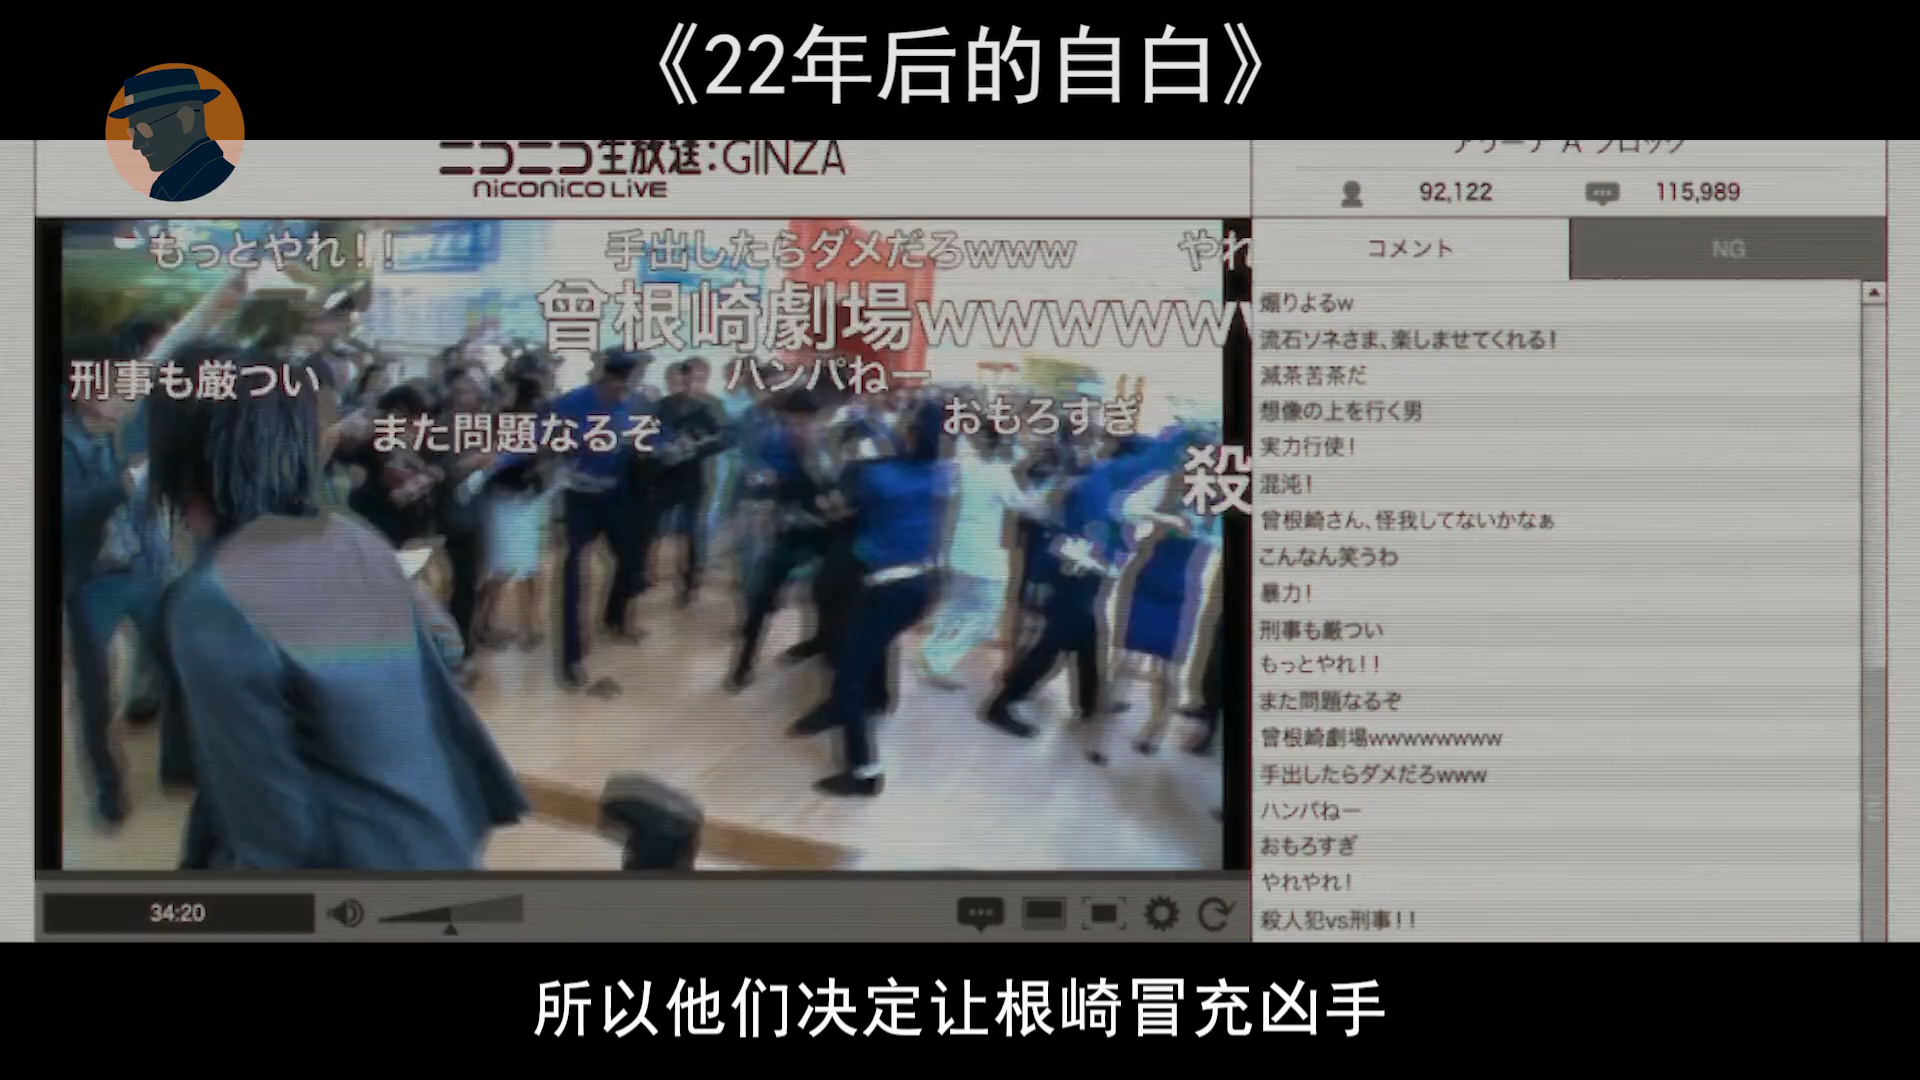 《22年后的自白》
ニコニコ生放送:GINZA
niconico LiVE
アリーナ A ブロック
92,122
115,989
コメント
NG
もっとやれ!!
手出したらダメだろwww
やれ
曾根崎劇場wwwwww
刑事も厳つい
ハンパねー
また問題なるぞ
おもろすぎ
殺
煽りよるw
流石ソネさま、楽しませてくれる!
滅茶苦茶だ
想像の上を行く男
実力行使!
混沌!
曾根崎さん、怪我してないかなぁ
こんなん笑うわ
暴力!
刑事も厳つい
もっとやれ!!
また問題なるぞ
曾根崎劇場wwwwwwww
手出したらダメだろwww
ハンパねー
おもろすぎ
やれやれ!
殺人犯vs刑事!!
34:20
所以他们决定让根崎冒充凶手